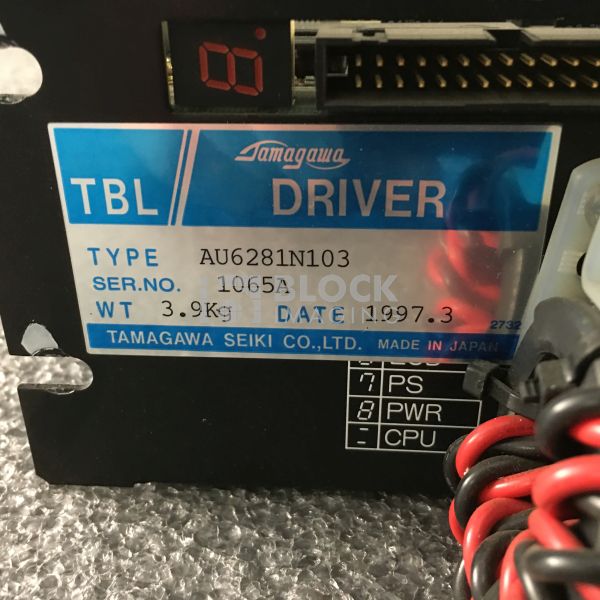 8
Tamagawa
TBL // DRIVER
TYPE AU6281N103
SER.NO. 1065A
WT 3.9Kg DATE 1997.3
2732
TAMAGAWA SEIKI CO.,LTD. MADE IN JAPAN
7 PS
8 PWR
CPU